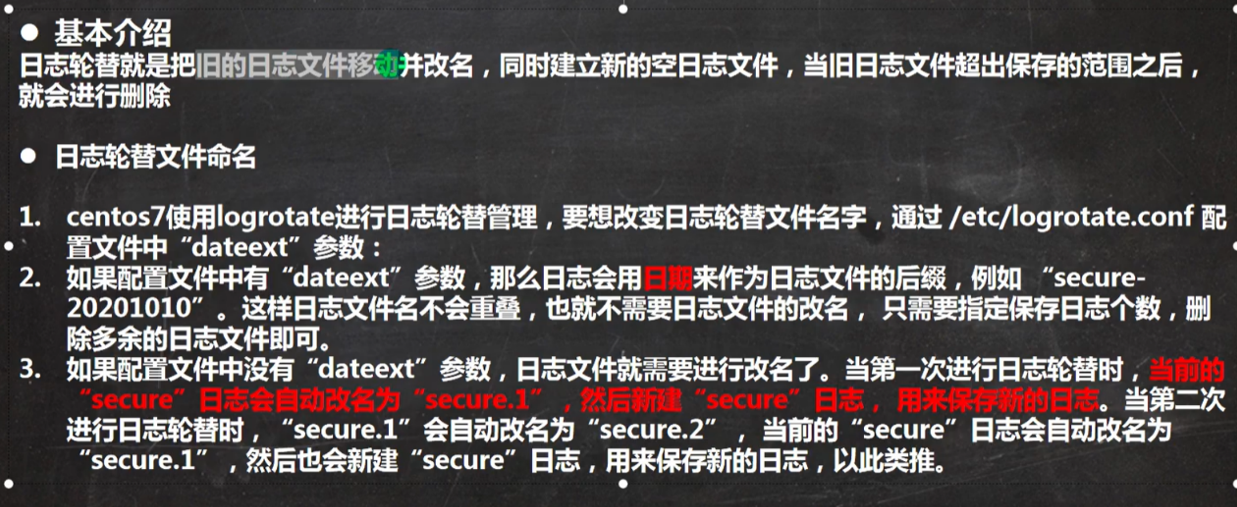 ● 基本介绍
日志轮替就是把旧的日志文件移动并改名，同时建立新的空日志文件，当旧日志文件超出保存的范围之后，
就会进行删除
● 日志轮替文件命名
1. centos7使用logrotate进行日志轮替管理，要想改变日志轮替文件名字，通过 /etc/logrotate.conf 配
置文件中“dateext”参数：
2. 如果配置文件中有“dateext”参数，那么日志会用日期来作为日志文件的后缀，例如 “secure-
20201010”。这样日志文件名不会重叠，也就不需要日志文件的改名， 只需要指定保存日志个数，删
除多余的日志文件即可。
3. 如果配置文件中没有“dateext”参数，日志文件就需要进行改名了。当第一次进行日志轮替时，当前的
“secure”日志会自动改名为“secure.1”，然后新建“secure”日志， 用来保存新的日志。当第二次
进行日志轮替时，“secure.1”会自动改名为“secure.2”， 当前的“secure”日志会自动改名为
“secure.1”，然后也会新建“secure”日志，用来保存新的日志，以此类推。